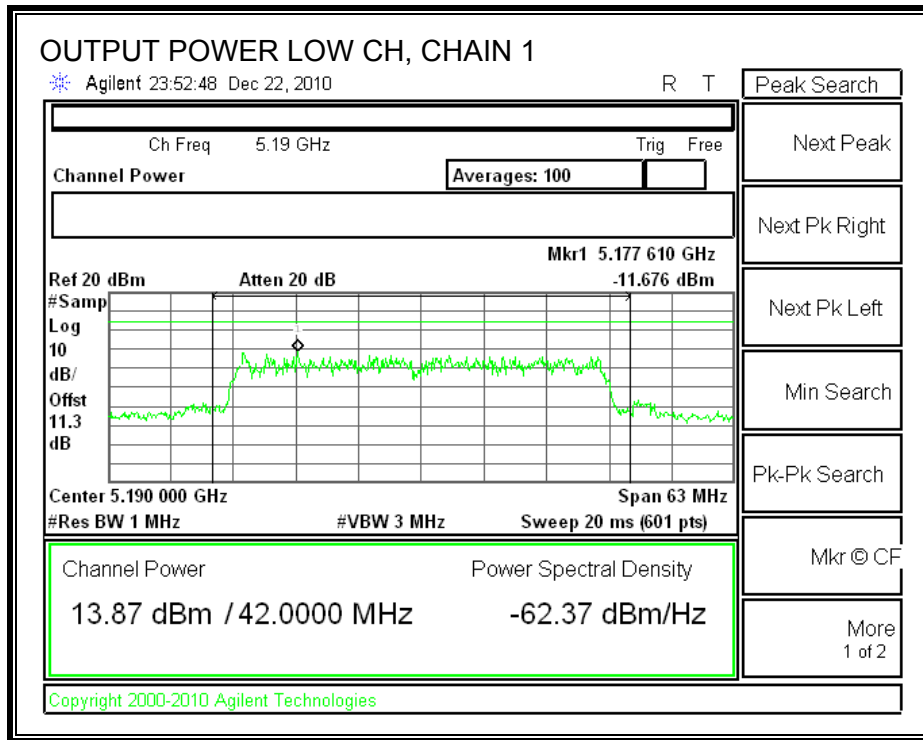 OUTPUT POWER LOW CH, CHAIN 1
Agilent 23:52:48 Dec 22, 2010 R T
Peak Search
Ch Freq 5.19 GHz Trig Free
Channel Power Averages: 100
Mkr1 5.177 610 GHz
Ref 20 dBm Atten 20 dB -11.676 dBm
#Samp
Log
10
dB/
Offst
11.3
dB
1
Center 5.190 000 GHz Span 63 MHz
#Res BW 1 MHz #VBW 3 MHz Sweep 20 ms (601 pts)
Channel Power Power Spectral Density
13.87 dBm / 42.0000 MHz -62.37 dBm/Hz
Copyright 2000-2010 Agilent Technologies
Next Peak
Next Pk Right
Next Pk Left
Min Search
Pk-Pk Search
Mkr © CF
More
1 of 2